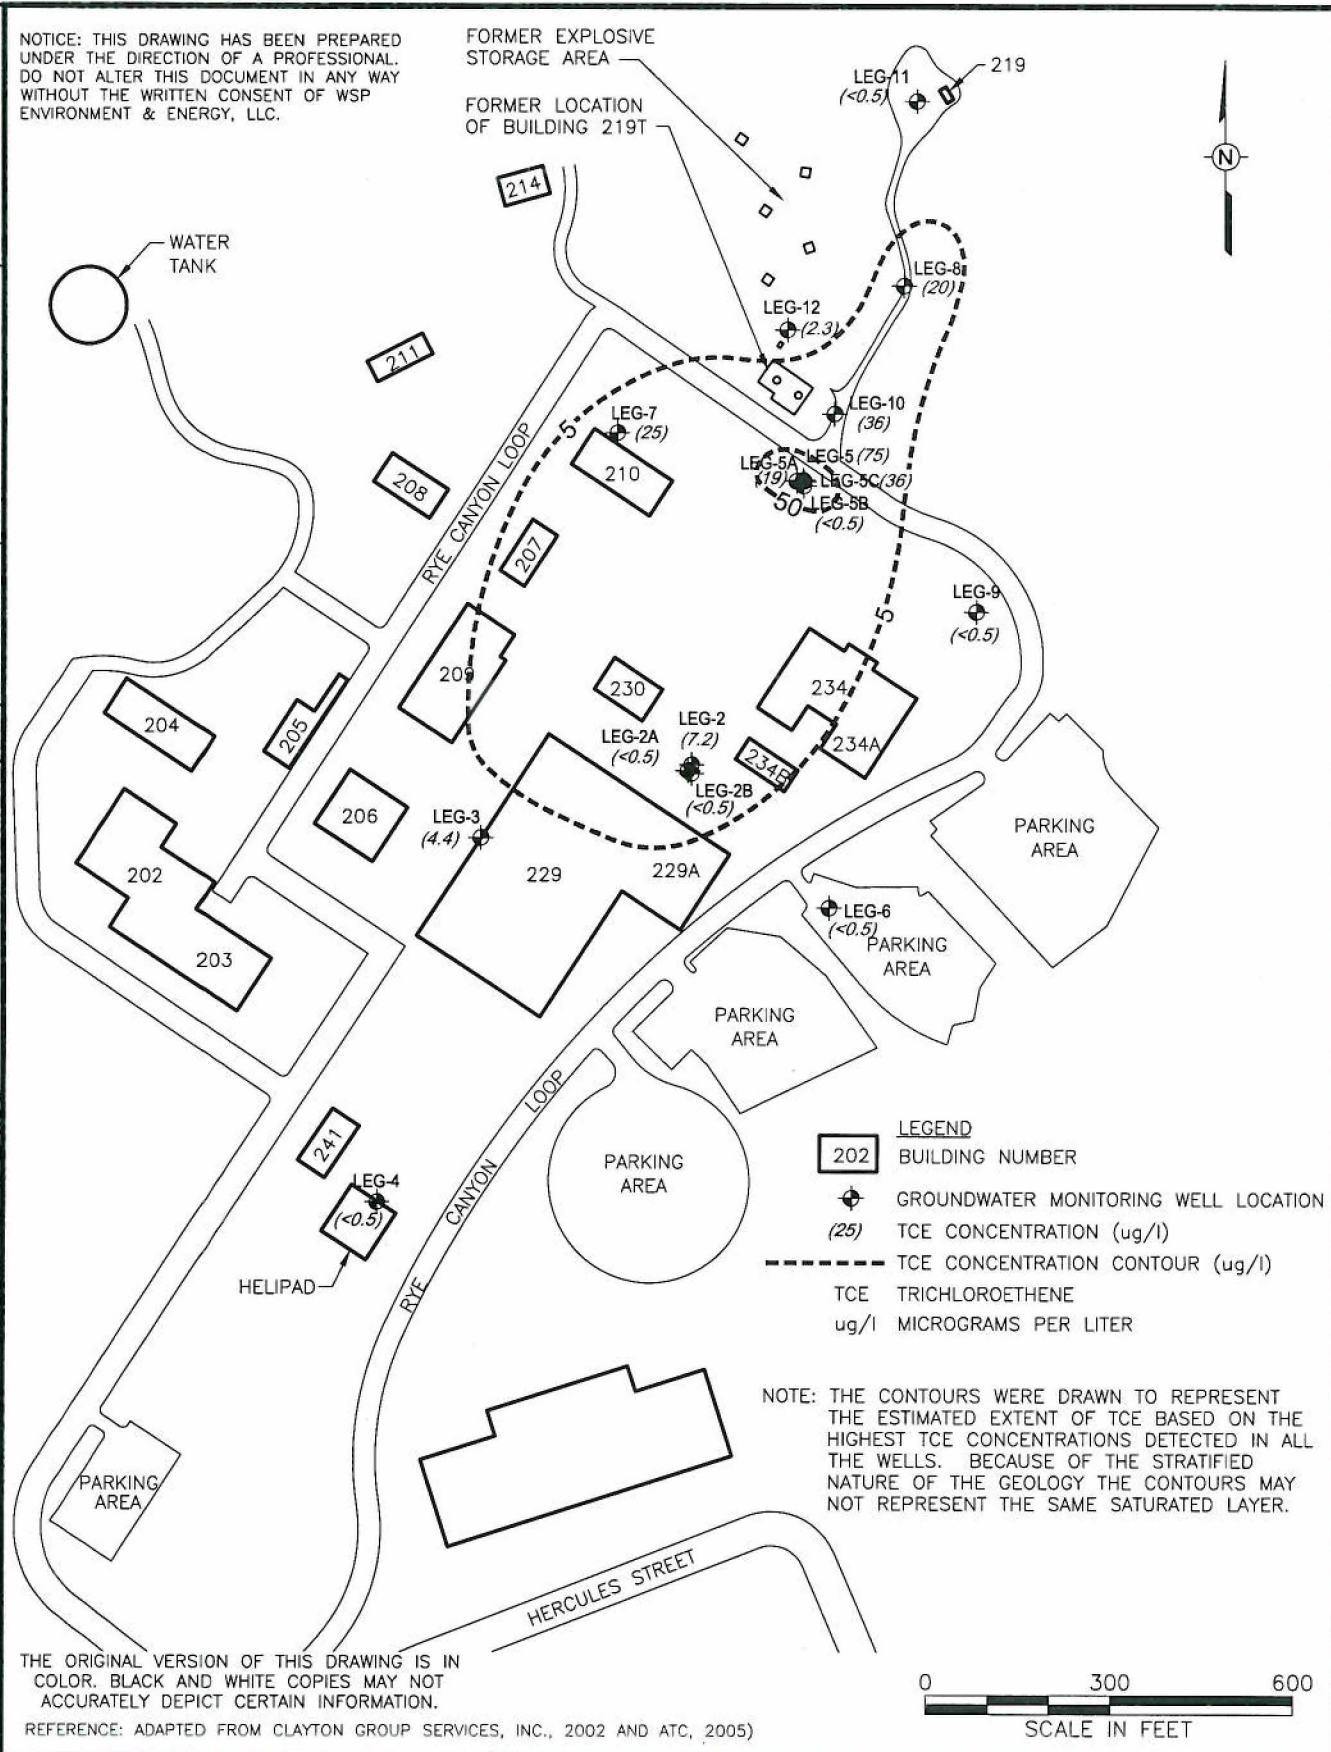 NOTICE: THIS DRAWING HAS BEEN PREPARED
UNDER THE DIRECTION OF A PROFESSIONAL.
DO NOT ALTER THIS DOCUMENT IN ANY WAY
WITHOUT THE WRITTEN CONSENT OF WSP
ENVIRONMENT & ENERGY, LLC.
FORMER EXPLOSIVE
STORAGE AREA
FORMER LOCATION
OF BUILDING 219T
LEG-11
(<0.5)
219
N
214
WATER
TANK
LEG-8
(20)
LEG-12
(2.3)
211
LEG-10
(36)
LEG-7
(25)
5
210
LEG-5 (75)
LEG-5A
(19)
LEG-5C(36)
50
LEG-5B
(<0.5)
208
RYE CANYON LOOP
207
LEG-9
(<0.5)
5
209
230
234
204
205
LEG-2
(7.2)
LEG-2A
(<0.5)
234A
234B
LEG-2B
(<0.5)
206
LEG-3
(4.4)
PARKING
AREA
202
229
229A
LEG-6
(<0.5)
PARKING
AREA
203
PARKING
AREA
RYE CANYON LOOP
241
PARKING
AREA
LEG-4
(<0.5)
HELIPAD
LEGEND
202 BUILDING NUMBER
GROUNDWATER MONITORING WELL LOCATION
(25) TCE CONCENTRATION (ug/l)
TCE CONCENTRATION CONTOUR (ug/l)
TCE TRICHLOROETHENE
ug/l MICROGRAMS PER LITER
NOTE: THE CONTOURS WERE DRAWN TO REPRESENT
THE ESTIMATED EXTENT OF TCE BASED ON THE
HIGHEST TCE CONCENTRATIONS DETECTED IN ALL
THE WELLS. BECAUSE OF THE STRATIFIED
NATURE OF THE GEOLOGY THE CONTOURS MAY
NOT REPRESENT THE SAME SATURATED LAYER.
PARKING
AREA
HERCULES STREET
THE ORIGINAL VERSION OF THIS DRAWING IS IN
COLOR. BLACK AND WHITE COPIES MAY NOT
ACCURATELY DEPICT CERTAIN INFORMATION.
REFERENCE: ADAPTED FROM CLAYTON GROUP SERVICES, INC., 2002 AND ATC, 2005)
0 300 600
SCALE IN FEET